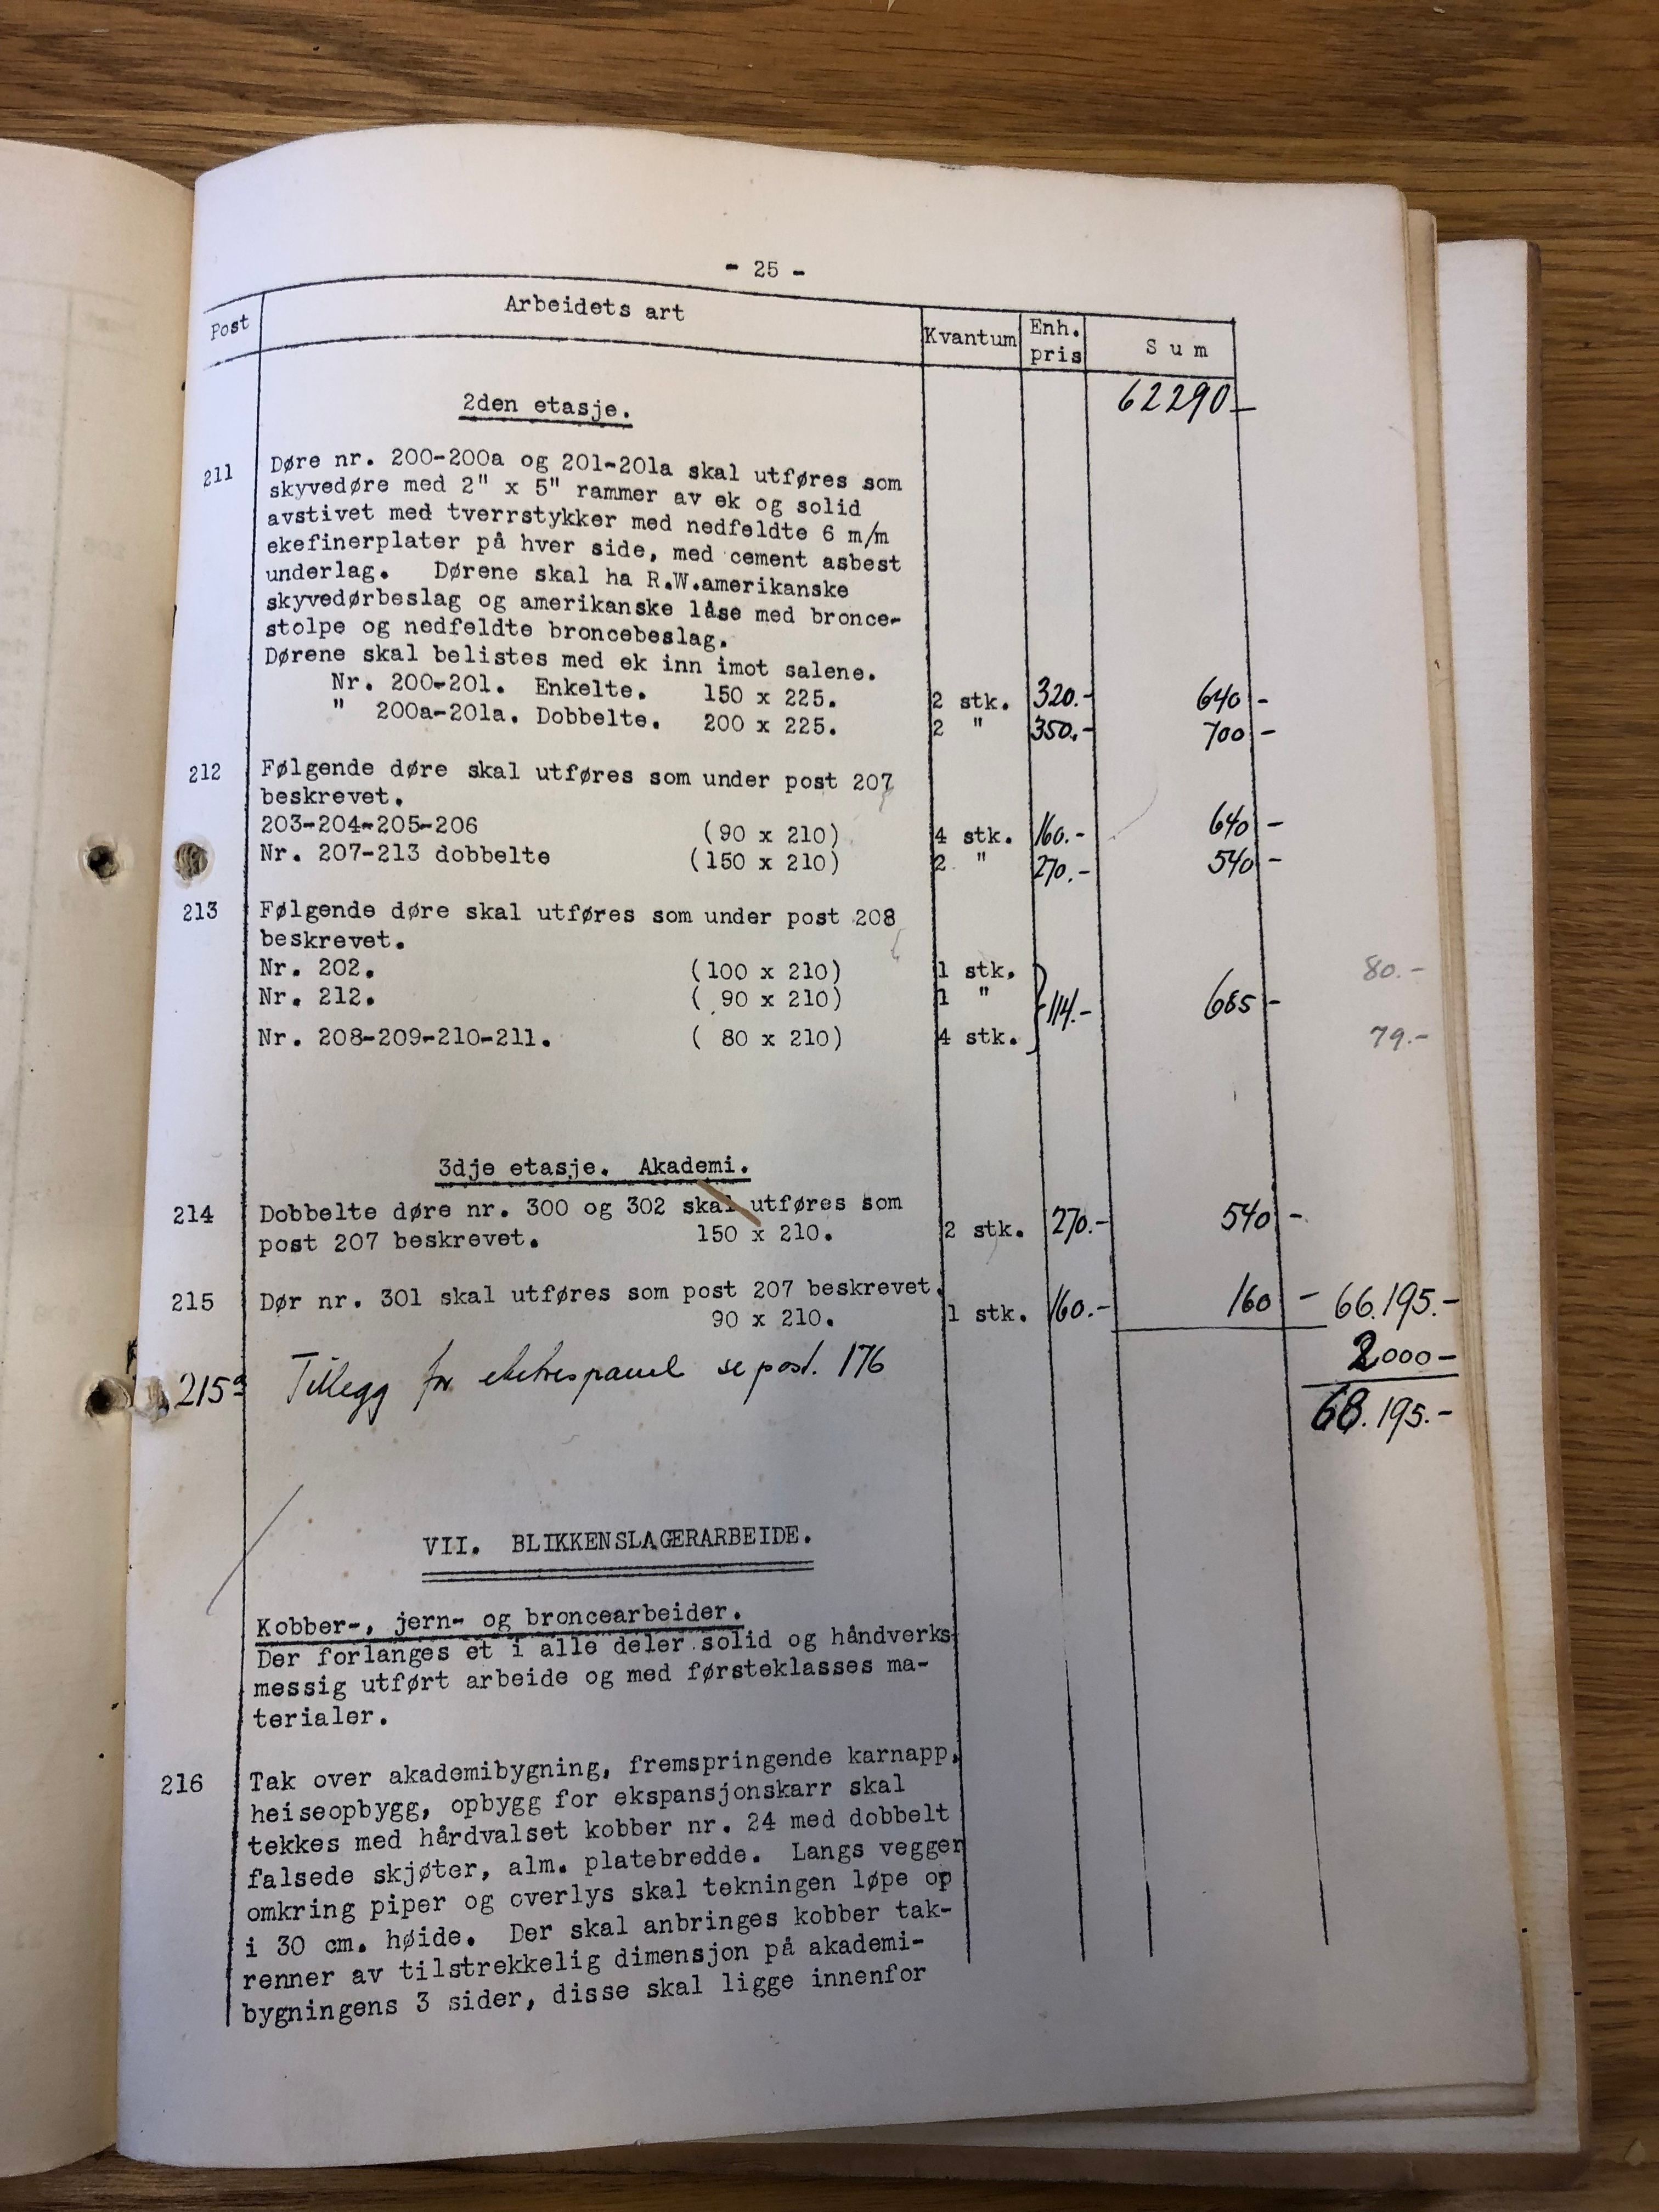 - 25 -
Post Arbeidets art Kvantum Enh. pris Sum
62290-
2den etasje.
211 Døre nr. 200-200a og 201-201a skal utføres som
skyvedøre med 2" x 5" rammer av ek og solid
avstivet med tverrstykker med nedfeldte 6 m/m
ekefinerplater på hver side, med cement asbest
underlag. Dørene skal ha R.W.amerikanske
skyvedørbeslag og amerikanske låse med bronce-
stolpe og nedfeldte broncebeslag.
Dørene skal belistes med ek inn imot salene.
Nr. 200-201. Enkelte. 150 x 225. 2 stk. 320.- 640 -
" 200a-201a. Dobbelte. 200 x 225. 2 " 350.- 700 -
212 Følgende døre skal utføres som under post 207
beskrevet.
203-204-205-206 (90 x 210) 4 stk. 160.- 640 -
Nr. 207-213 dobbelte (150 x 210) 2 " 270.- 540 -
213 Følgende døre skal utføres som under post 208
beskrevet.
Nr. 202. (100 x 210) 1 stk. 80.-
Nr. 212. ( 90 x 210) 1 " 114.- 685 -
Nr. 208-209-210-211. ( 80 x 210) 4 stk. 79.-
3dje etasje. Akademi.
214 Dobbelte døre nr. 300 og 302 skal utføres som
post 207 beskrevet. 150 x 210. 2 stk. 270.- 540 -
215 Dør nr. 301 skal utføres som post 207 beskrevet.
90 x 210. 1 stk. 160.- 160 - 66.195.-
2000-
215a Tillegg for se post. 176
68.195.-
VII. BLIKKENSLAGERARBEIDE.
Kobber-, jern- og broncearbeider.
Der forlanges et i alle deler solid og håndverks-
messig utført arbeide og med førsteklasses ma-
terialer.
216 Tak over akademibygning, fremspringende karnapp,
heiseopbygg, opbygg for ekspansjonskarr skal
tekkes med hårdvalset kobber nr. 24 med dobbelt
falsede skjøter, alm. platebredde. Langs vegger
omkring piper og overlys skal tekningen løpe op
i 30 cm. høide. Der skal anbringes kobber tak-
renner av tilstrekkelig dimensjon på akademi-
bygningens 3 sider, disse skal ligge innenfor